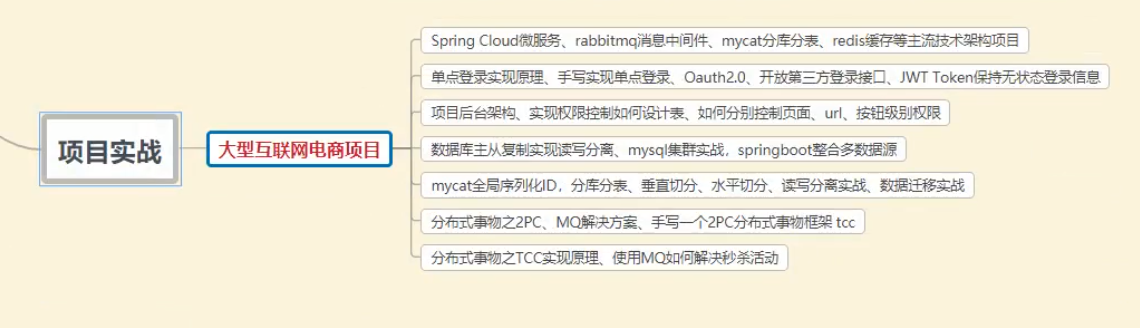 Spring Cloud微服务、rabbitmq消息中间件、mycat分库分表、redis缓存等主流技术架构项目
单点登录实现原理、手写实现单点登录、Oauth2.0、开放第三方登录接口、JWT Token保持无状态登录信息
项目后台架构、实现权限控制如何设计表、如何分别控制页面、url、按钮级别权限
项目实战
大型互联网电商项目
数据库主从复制实现读写分离、mysql集群实战，springboot整合多数据源
mycat全局序列化ID，分库分表、垂直切分、水平切分、读写分离实战、数据迁移实战
分布式事物之2PC、MQ解决方案、手写一个2PC分布式事物框架 tcc
分布式事物之TCC实现原理、使用MQ如何解决秒杀活动